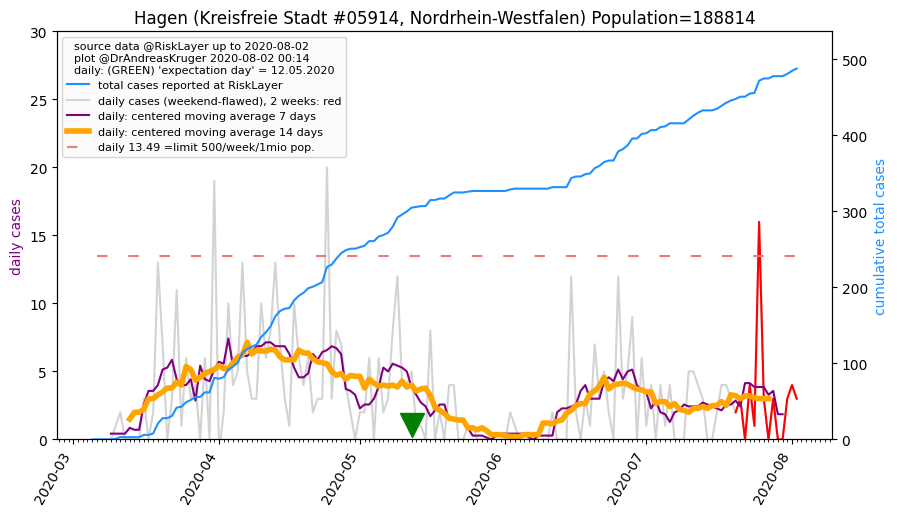 Hagen (Kreisfreie Stadt #05914, Nordrhein-Westfalen) Population=188814
source data @RiskLayer up to 2020-08-02
plot @DrAndreasKruger 2020-08-02 00:14
daily: (GREEN) 'expectation day' = 12.05.2020
total cases reported at RiskLayer
daily cases (weekend-flawed), 2 weeks: red
daily: centered moving average 7 days
daily: centered moving average 14 days
daily 13.49 =limit 500/week/1mio pop.
daily cases
30
25
20
15
10
5
0
cumulative total cases
500
400
300
200
100
0
2020-03
2020-04
2020-05
2020-06
2020-07
2020-08